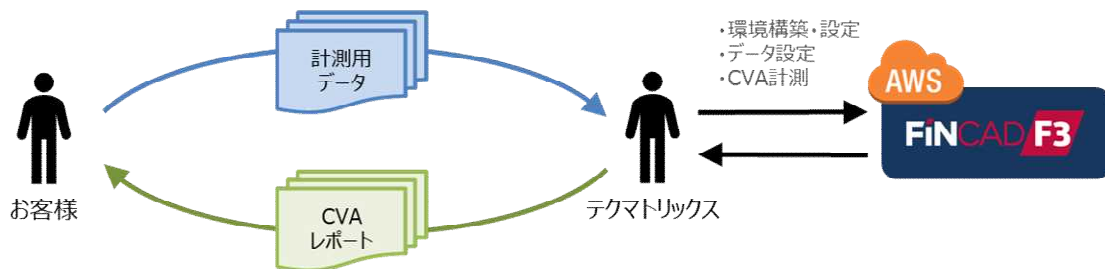 計測用
データ
お客様
CVA
レポート
テクマトリックス
・環境構築・設定
・データ設定
・CVA計測
AWS
FiNCAD F3